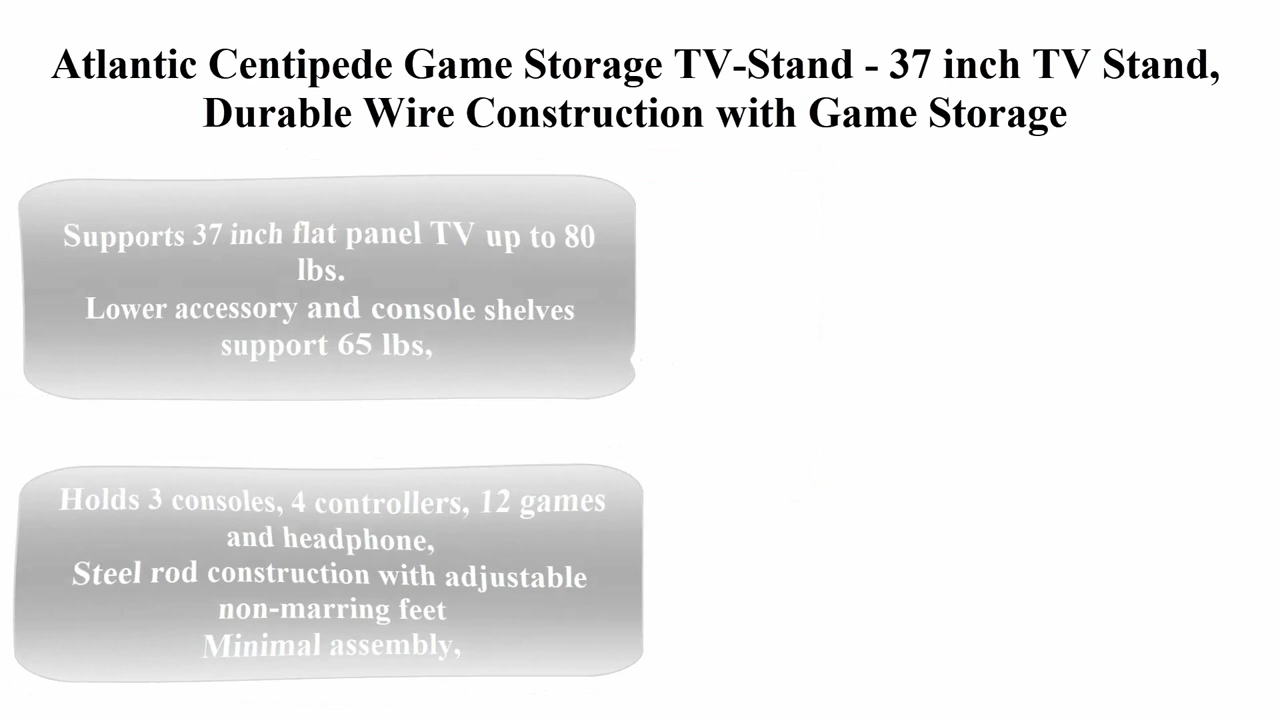 Atlantic Centipede Game Storage TV-Stand - 37 inch TV Stand,
Durable Wire Construction with Game Storage
Supports 37 inch flat panel TV up to 80
lbs.
Lower accessory and console shelves
support 65 lbs,
Holds 3 consoles, 4 controllers, 12 games
and headphone,
Steel rod construction with adjustable
non-marring feet
Minimal assembly,